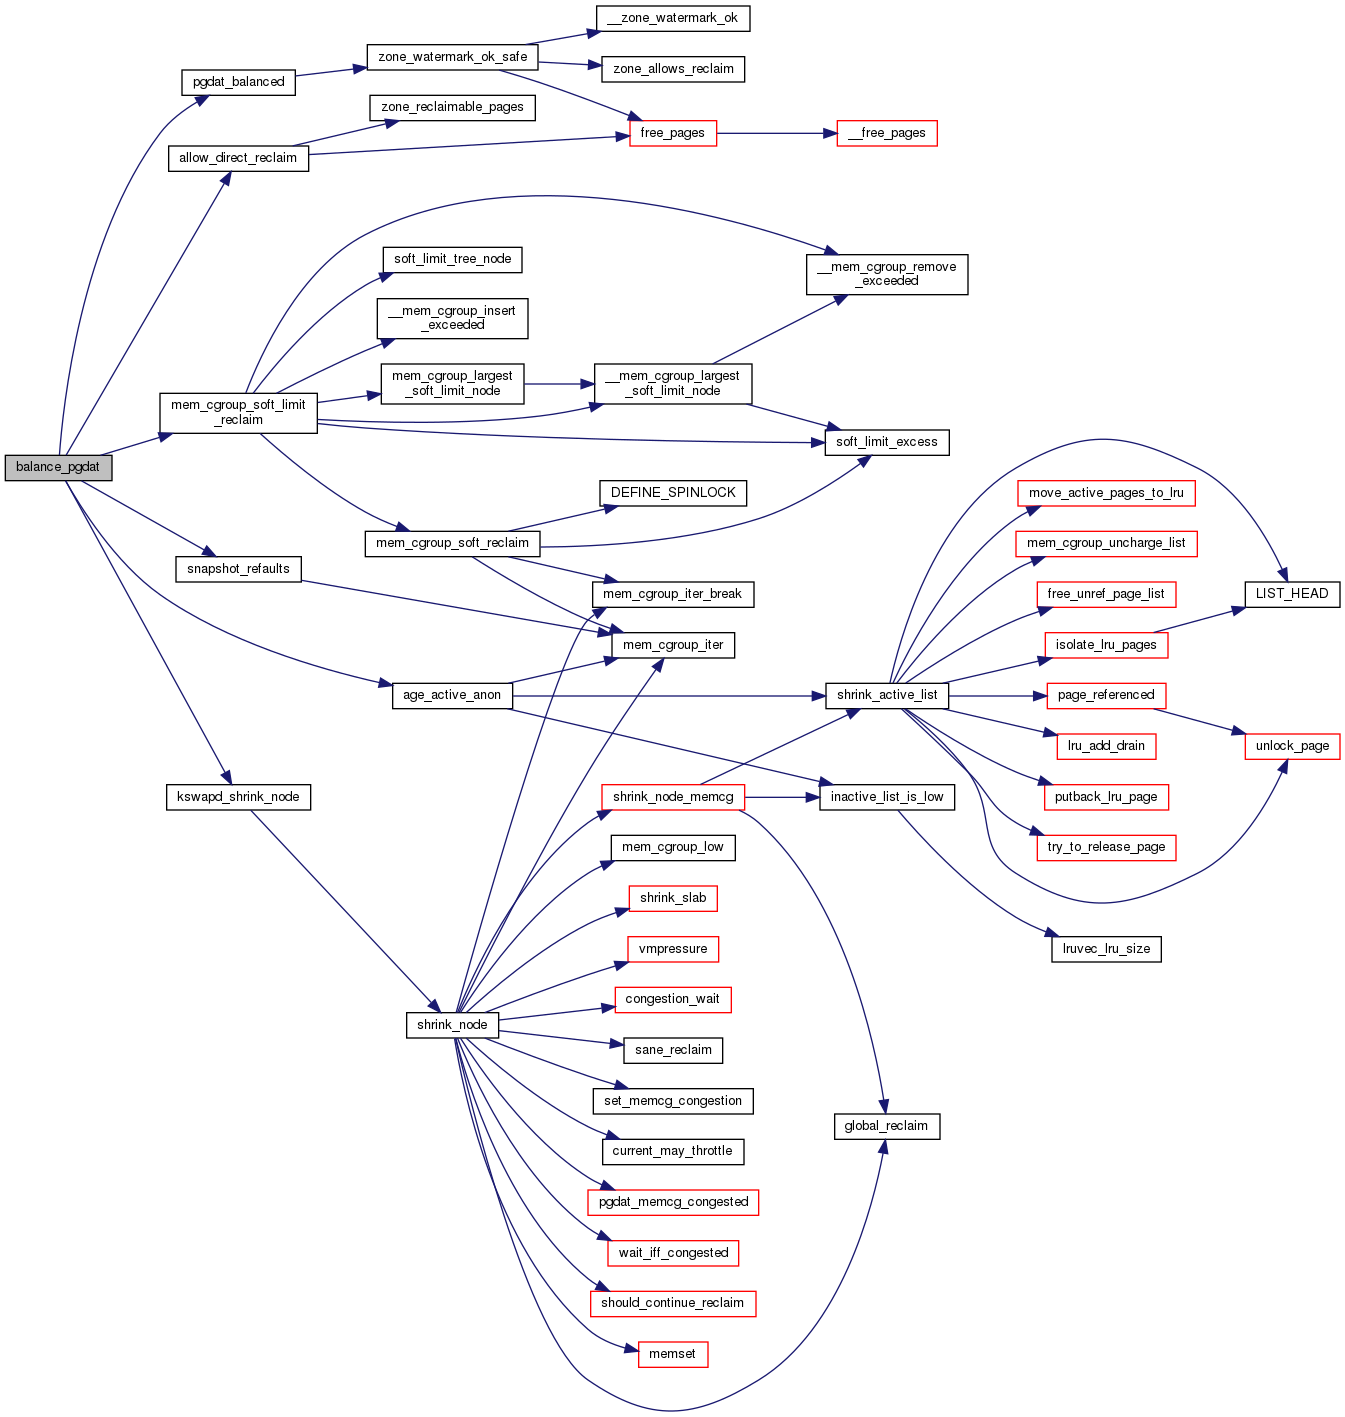 __zone_watermark_ok
zone_watermark_ok_safe
zone_allows_reclaim
pgdat_balanced
zone_reclaimable_pages
free_pages
__free_pages
allow_direct_reclaim
soft_limit_tree_node
__mem_cgroup_remove
_exceeded
__mem_cgroup_insert
_exceeded
mem_cgroup_largest
_soft_limit_node
__mem_cgroup_largest
_soft_limit_node
mem_cgroup_soft_limit
_reclaim
soft_limit_excess
balance_pgdat
DEFINE_SPINLOCK
move_active_pages_to_lru
mem_cgroup_soft_reclaim
mem_cgroup_uncharge_list
snapshot_refaults
mem_cgroup_iter_break
free_unref_page_list
LIST_HEAD
mem_cgroup_iter
isolate_lru_pages
age_active_anon
shrink_active_list
page_referenced
lru_add_drain
unlock_page
kswapd_shrink_node
shrink_node_memcg
inactive_list_is_low
putback_lru_page
mem_cgroup_low
try_to_release_page
shrink_slab
vmpressure
lruvec_lru_size
congestion_wait
shrink_node
sane_reclaim
set_memcg_congestion
global_reclaim
current_may_throttle
pgdat_memcg_congested
wait_iff_congested
should_continue_reclaim
memset